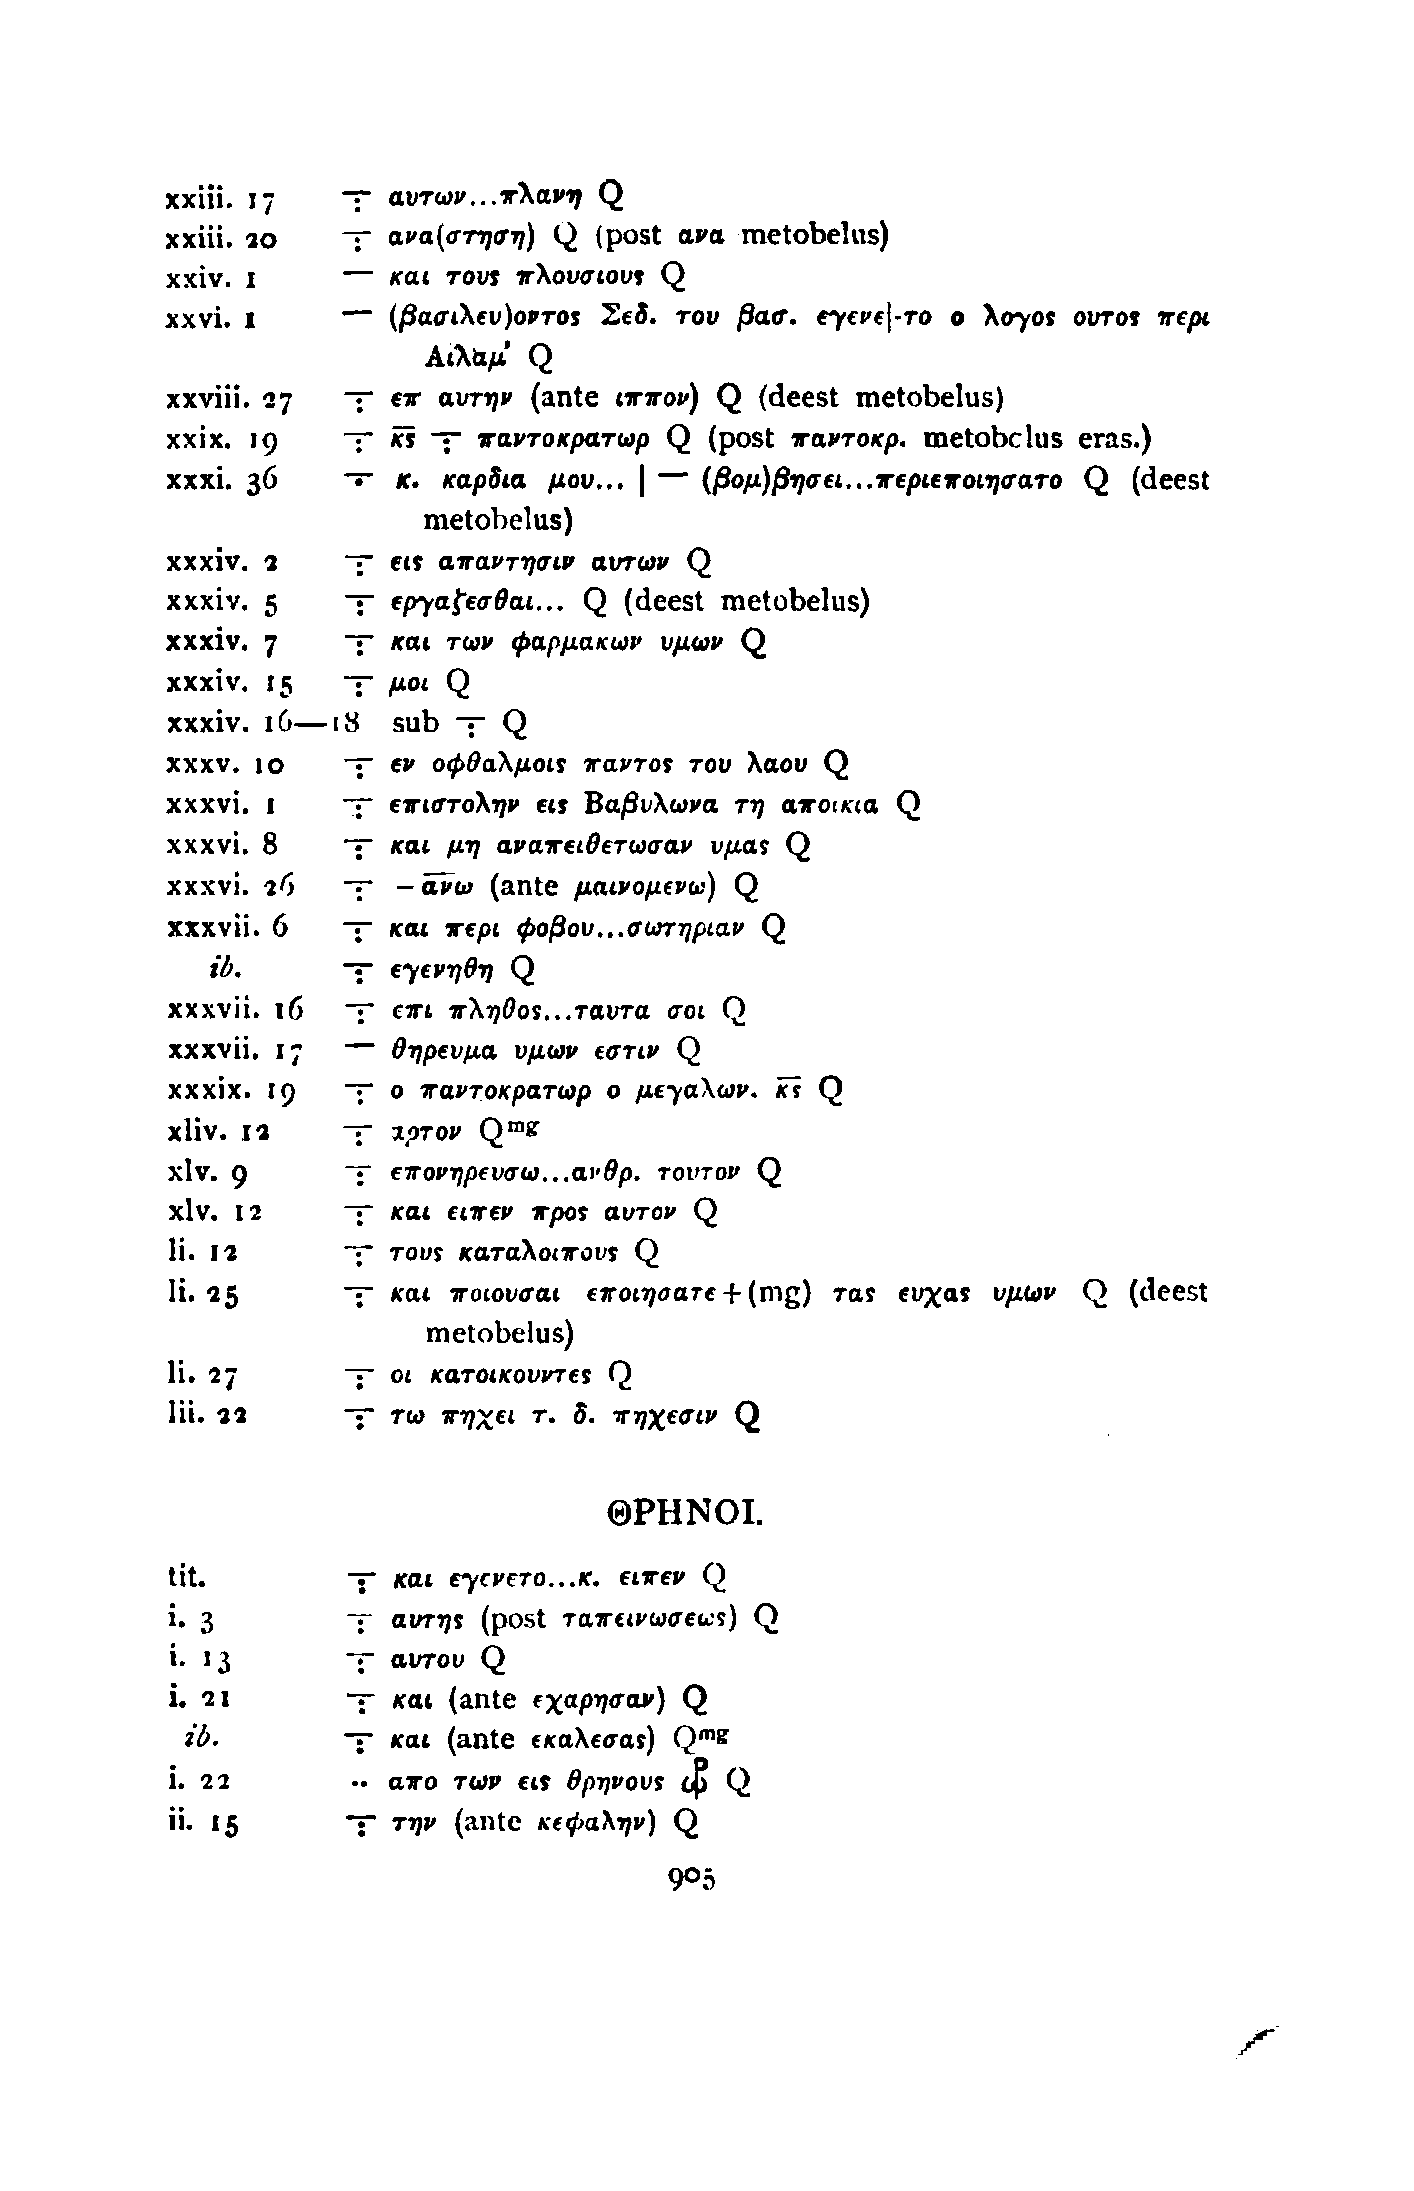 xxiii. 17 ⨪ αυτων...πλανη Q
xxiii. 20 ⨪ ανα(στηση) Q (post ανα metobelus)
xxiv. 1 — και τους πλουσιους Q
xxvi. 1 — (βασιλευ)οντος Σεδ. του βασ. εγενε|-το ο λογος ουτος περι
Αιλαμ' Q
xxviii. 27 ⨪ επ αυτην (ante ιππον) Q (deest metobelus)
xxix. 19 ⨪ κ̅ς̅ ⨪ παντοκρατωρ Q (post παντοκρ. metobelus eras.)
xxxi. 36 ⨪ κ. καρδια μου... | — (βομ)βησει...περιεποιησατο Q (deest
metobelus)
xxxiv. 2 ⨪ εις απαντησιν αυτων Q
xxxiv. 5 ⨪ εργαζεσθαι... Q (deest metobelus)
xxxiv. 7 ⨪ και των φαρμακων υμων Q
xxxiv. 15 ⨪ μοι Q
xxxiv. 16—18 sub ⨪ Q
xxxv. 10 ⨪ εν οφθαλμοις παντος του λαου Q
xxxvi. 1 ⨪ επιστολην εις Βαβυλωνα τη αποικια Q
xxxvi. 8 ⨪ και μη αναπειθετωσαν υμας Q
xxxvi. 26 ⨪ –α̅ν̅ω (ante μαινομενω) Q
xxxvii. 6 ⨪ και περι φοβου...σωτηριαν Q
ib. ⨪ εγενηθη Q
xxxvii. 16 ⨪ επι πληθος...ταυτα σοι Q
xxxvii. 17 — θηρευμα υμων εστιν Q
xxxix. 19 ⨪ ο παντοκρατωρ ο μεγαλων. κ̅ς̅ Q
xliv. 12 ⨪ αρτον Qmg
xlv. 9 ⨪ επονηρευσω...ανθρ. τουτον Q
xlv. 12 ⨪ και ειπεν προς αυτον Q
li. 12 ⨪ τους καταλοιπους Q
li. 25 ⨪ και ποιουσαι εποιησατε+(mg) τας ευχας υμων Q (deest
metobelus)
li. 27 ⨪ οι κατοικουντες Q
lii. 22 ⨪ τω πηχει τ. δ. πηχεσιν Q
ΘΡΗΝΟΙ.
tit. ⨪ και εγενετο...κ. ειπεν Q
i. 3 ⨪ αυτης (post ταπεινωσεως) Q
i. 13 ⨪ αυτου Q
i. 21 ⨪ και (ante εχαρησαν) Q
ib. ⨪ και (ante εκαλεσας) Qmg
i. 22 ·· απο των εις θρηνους Q
ii. 15 ⨪ την (ante κεφαλην) Q
905